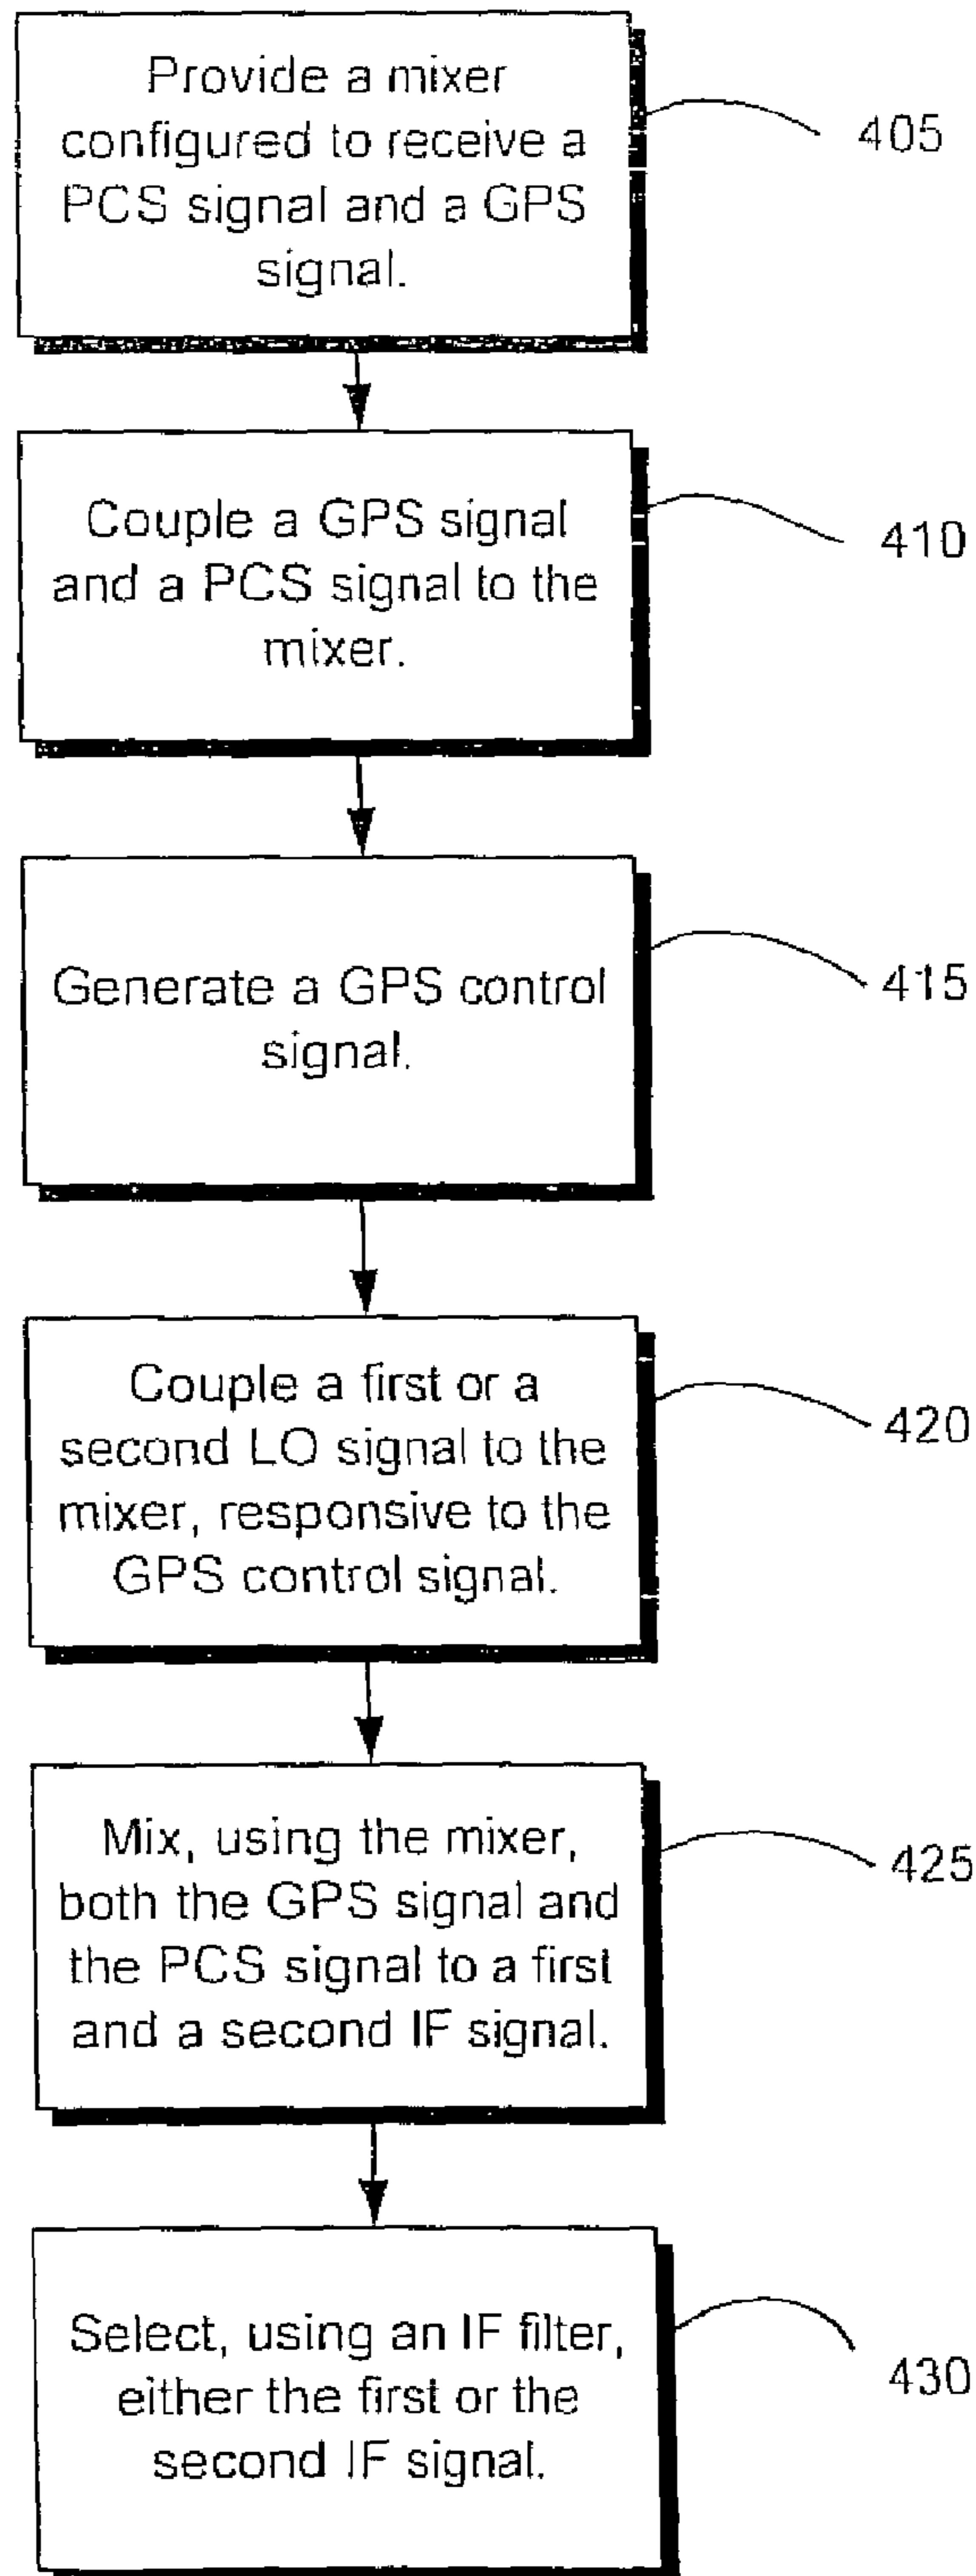 Provide a mixer
configured to receive a
PCS signal and a GPS
signal.
405
Couple a GPS signal
and a PCS signal to the
mixer.
410
Generate a GPS control
signal.
415
Couple a first or a
second LO signal to the
mixer, responsive to the
GPS control signal.
420
Mix, using the mixer,
both the GPS signal and
the PCS signal to a first
and a second IF signal.
425
Select, using an IF filter,
either the first or the
second IF signal.
430